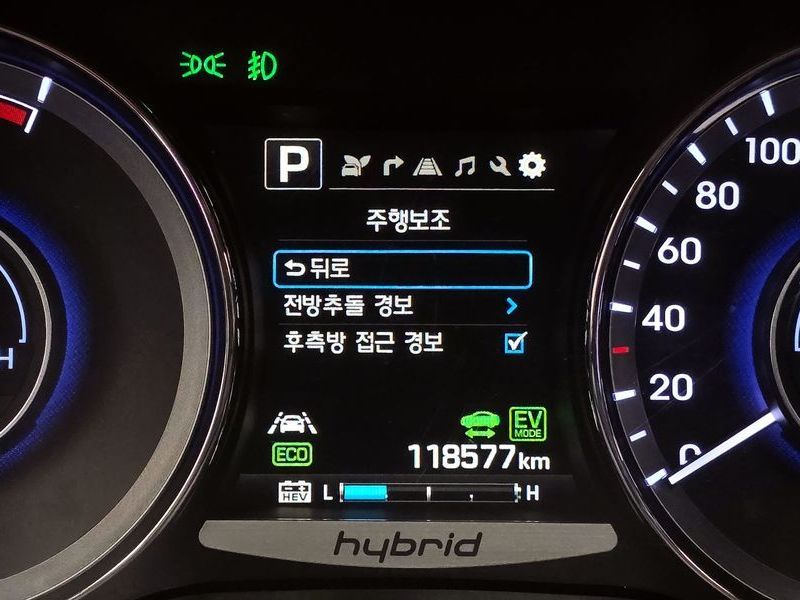 P
주행보조
뒤로
전방추돌 경보
후측방 접근 경보
EV
MODE
ECO
118577km
HEV L H
hybrid
100
80
60
40
20
0
H